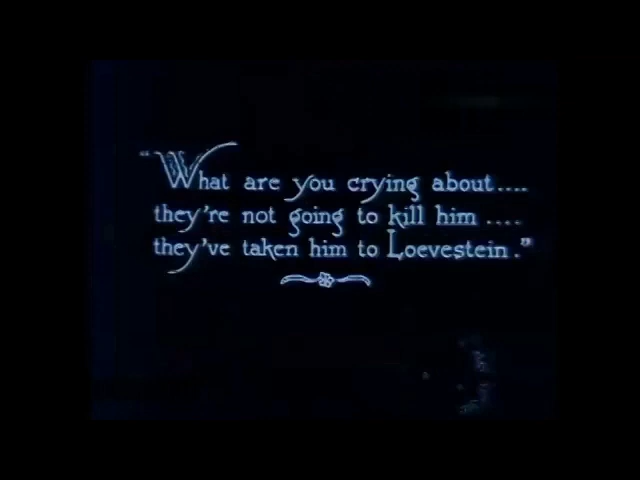 “What are you crying about....
they're not going to kill him ....
they've taken him to Loevestein.”